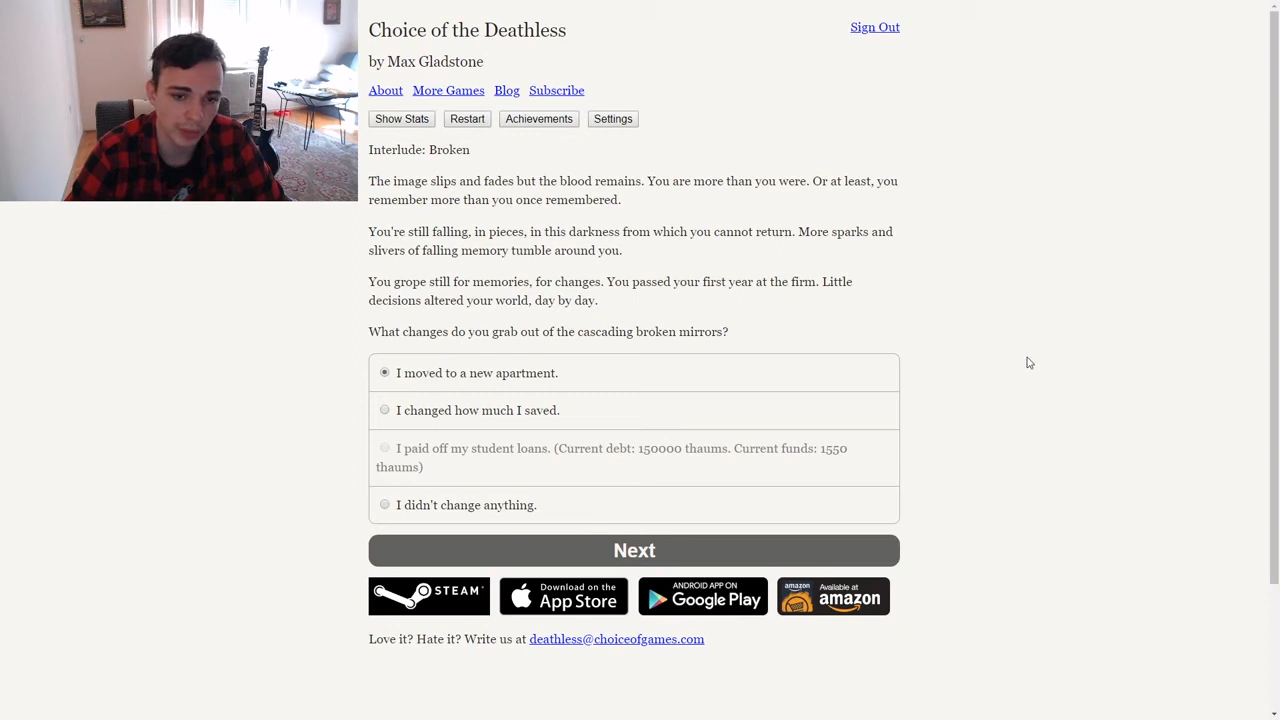 Choice of the Deathless
Sign Out
by Max Gladstone
About More Games Blog Subscribe
Show Stats Restart Achievements Settings
Interlude: Broken
The image slips and fades but the blood remains. You are more than you were. Or at least, you
remember more than you once remembered.
You're still falling, in pieces, in this darkness from which you cannot return. More sparks and
slivers of falling memory tumble around you.
You grope still for memories, for changes. You passed your first year at the firm. Little
decisions altered your world, day by day.
What changes do you grab out of the cascading broken mirrors?
I moved to a new apartment.
I changed how much I saved.
I paid off my student loans. (Current debt: 150000 thaums. Current funds: 1550
thaums)
I didn't change anything.
Next
STEAM
Download on the
App Store
ANDROID APP ON
Google Play
amazon
Available at
amazon
Love it? Hate it? Write us at deathless@choiceofgames.com